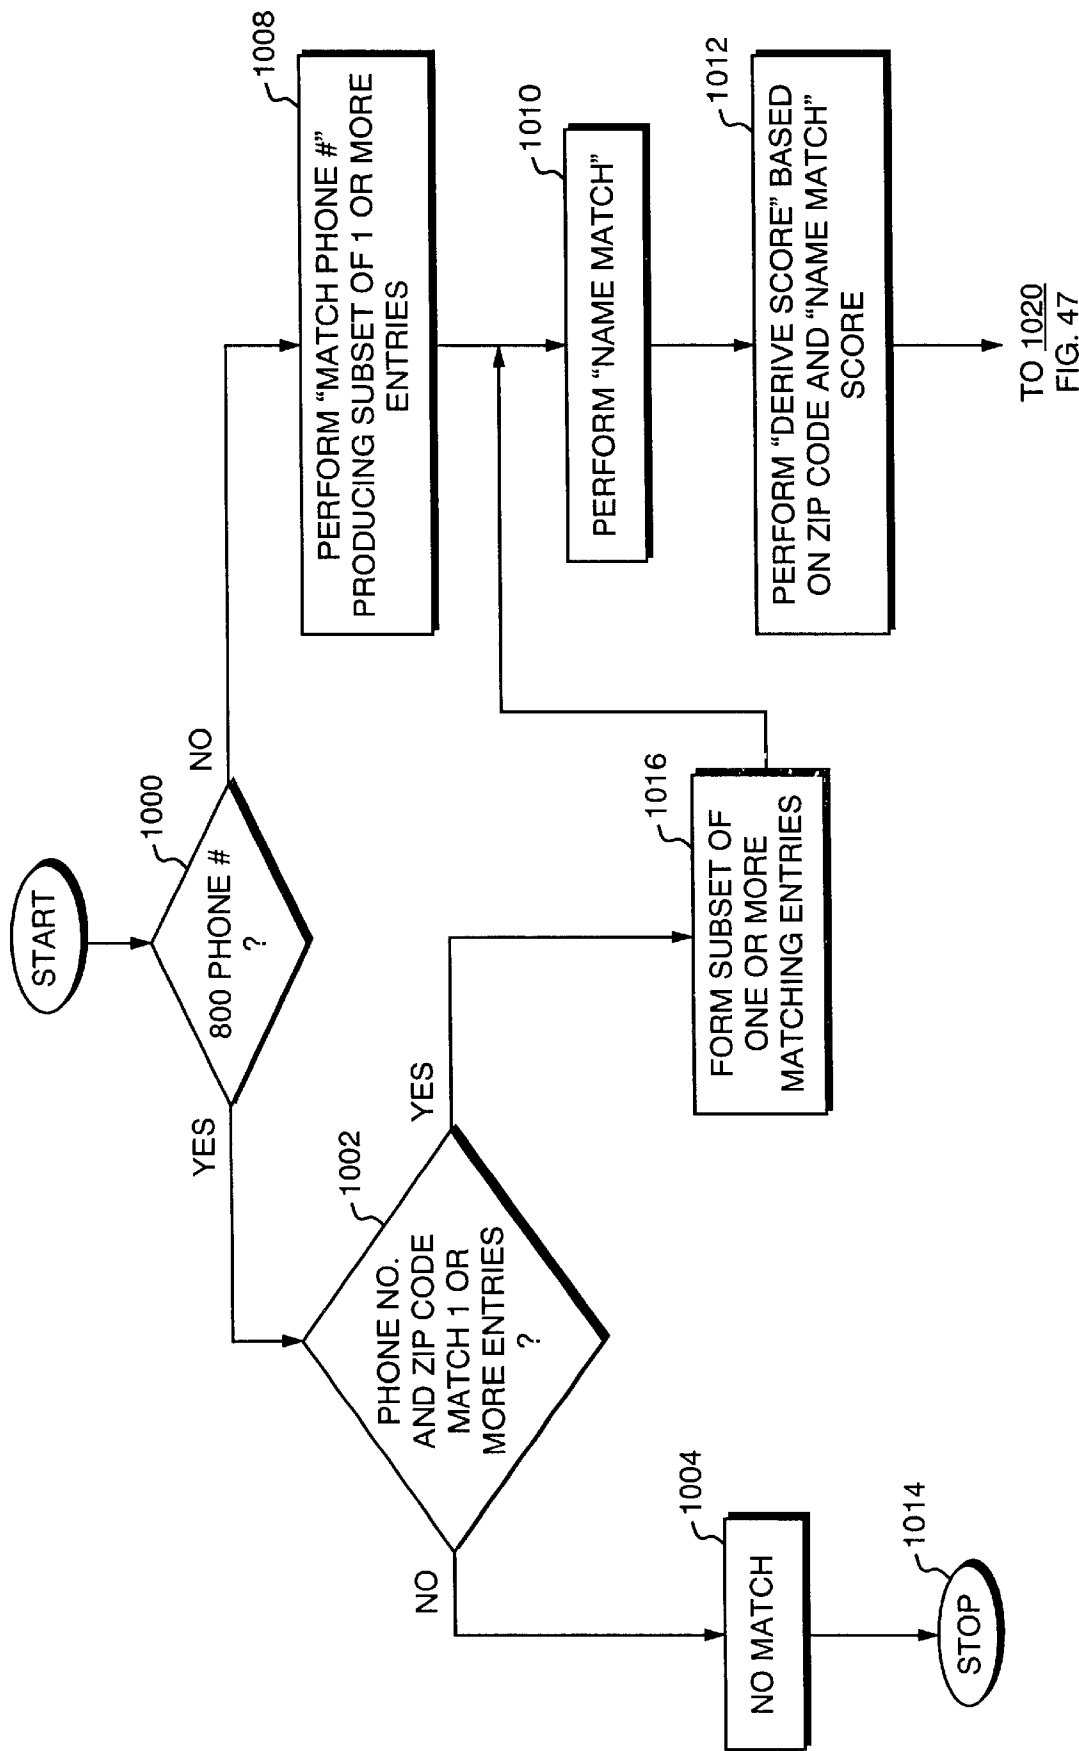 START
1000
800 PHONE #
?
YES
NO
1002
PHONE NO.
AND ZIP CODE
MATCH 1 OR
MORE ENTRIES
?
NO
YES
1004
NO MATCH
1014
STOP
1016
FORM SUBSET OF
ONE OR MORE
MATCHING ENTRIES
1008
PERFORM “MATCH PHONE #”
PRODUCING SUBSET OF 1 OR MORE
ENTRIES
1010
PERFORM “NAME MATCH”
1012
PERFORM “DERIVE SCORE” BASED
ON ZIP CODE AND “NAME MATCH”
SCORE
TO 1020
FIG. 47